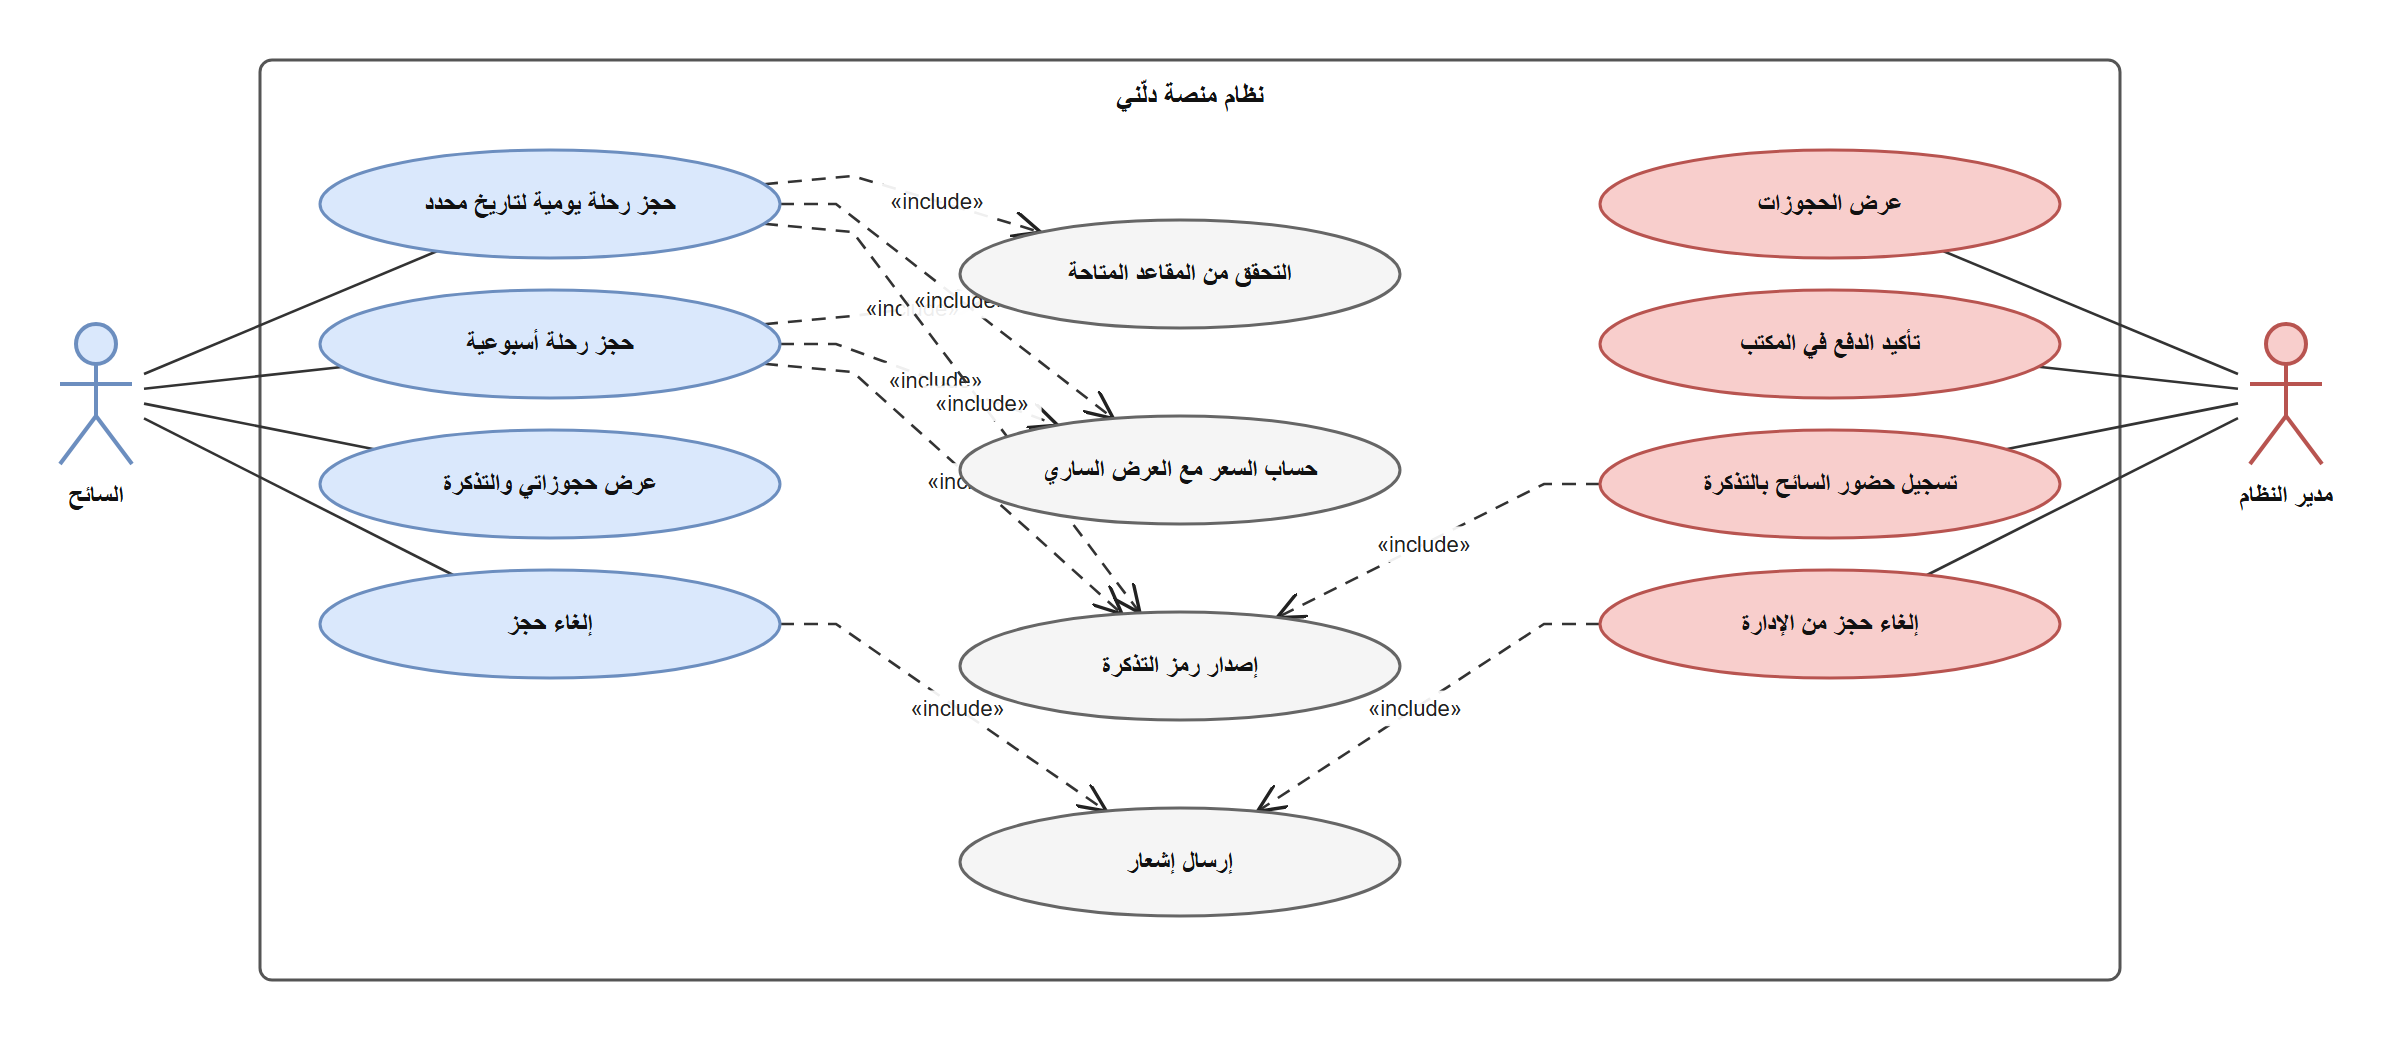 نظام منصة دلّني
حجز رحلة يومية لتاريخ محدد
حجز رحلة أسبوعية
عرض حجوزاتي والتذكرة
إلغاء حجز
السائح
«include»
«include»
«include»
«include»
«include»
التحقق من المقاعد المتاحة
حساب السعر مع العرض الساري
إصدار رمز التذكرة
إرسال إشعار
«include»
«include»
عرض الحجوزات
تأكيد الدفع في المكتب
تسجيل حضور السائح بالتذكرة
إلغاء حجز من الإدارة
مدير النظام